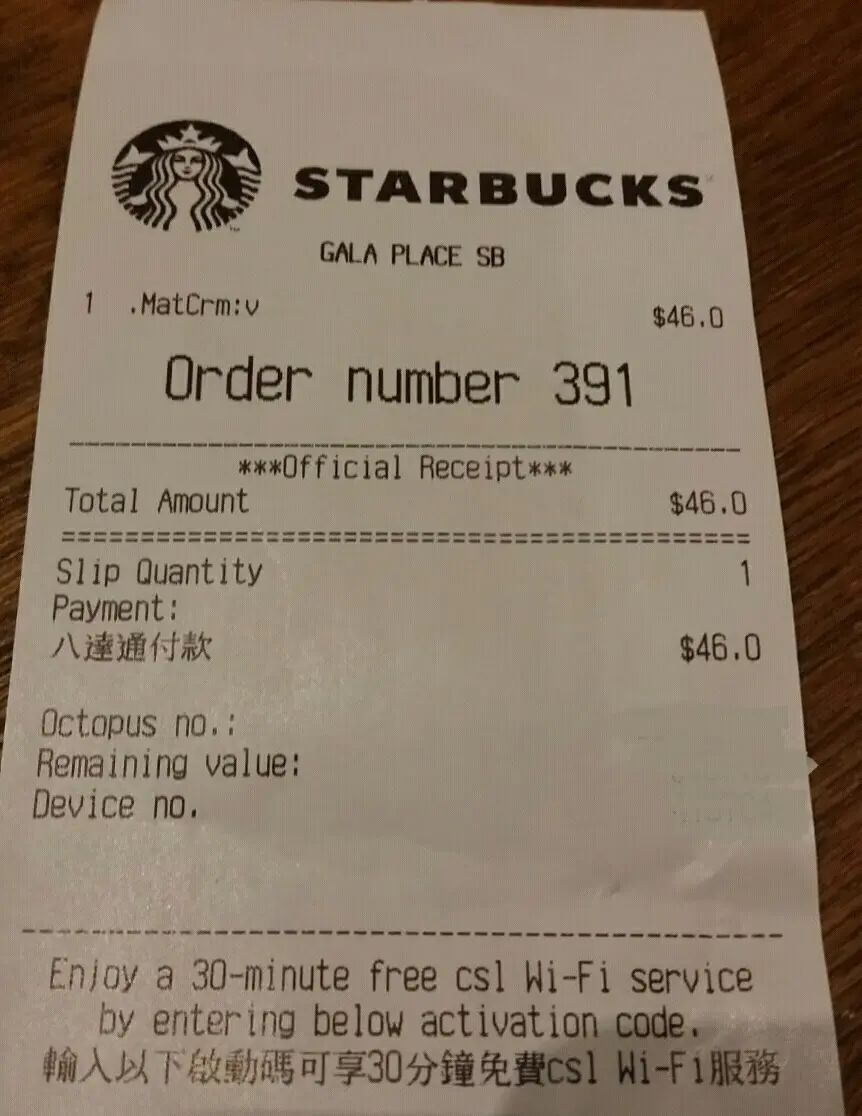 STARBUCKS
GALA PLACE SB
1 .MatCrm:v $46.0
Order number 391
***Official Receipt***
Total Amount $46.0
Slip Quantity 1
Payment:
八達通付款 $46.0
Octopus no.:
Remaining value:
Device no.
Enjoy a 30-minute free csl Wi-Fi service
by entering below activation code.
輸入以下啟動碼可享30分鐘免費csl Wi-Fi服務